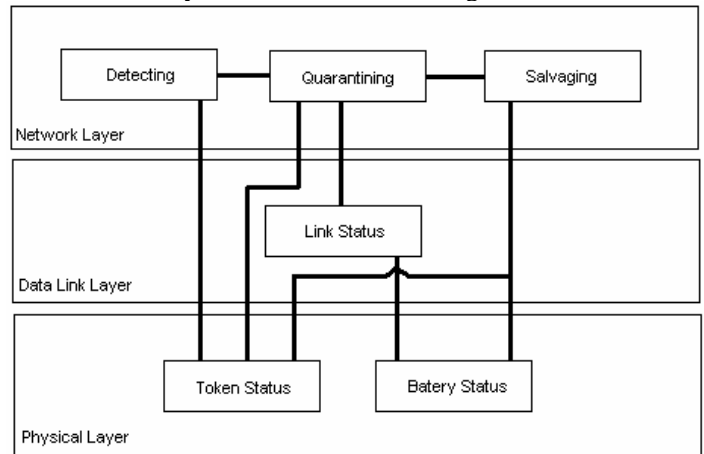 Detecting
Quarantining
Salvaging
Network Layer
Link Status
Data Link Layer
Token Status
Batery Status
Physical Layer